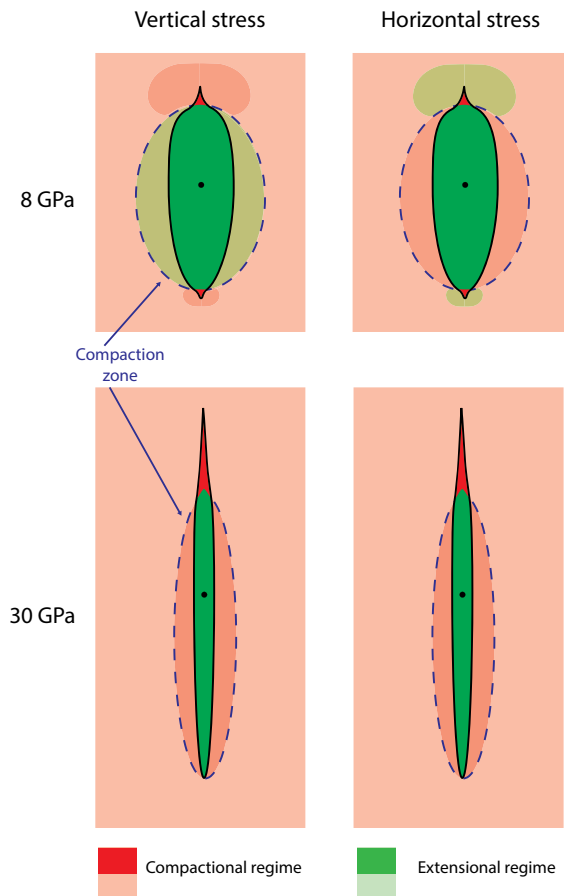 Vertical stress
Horizontal stress
8 GPa
Compaction
zone
30 GPa
Compactional regime
Extensional regime